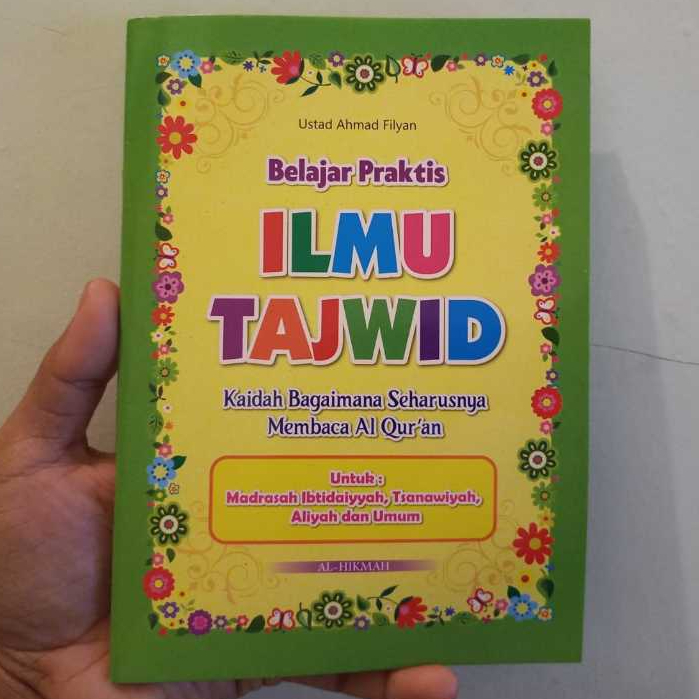 Ustad Ahmad Filyan
Belajar Praktis
ILMU
TAJWID
Kaidah Bagaimana Seharusnya
Membaca Al Qur'an
Untuk :
Madrasah Ibtidaiyyah, Tsanawiyah,
Aliyah dan Umum
AL-HIKMAH